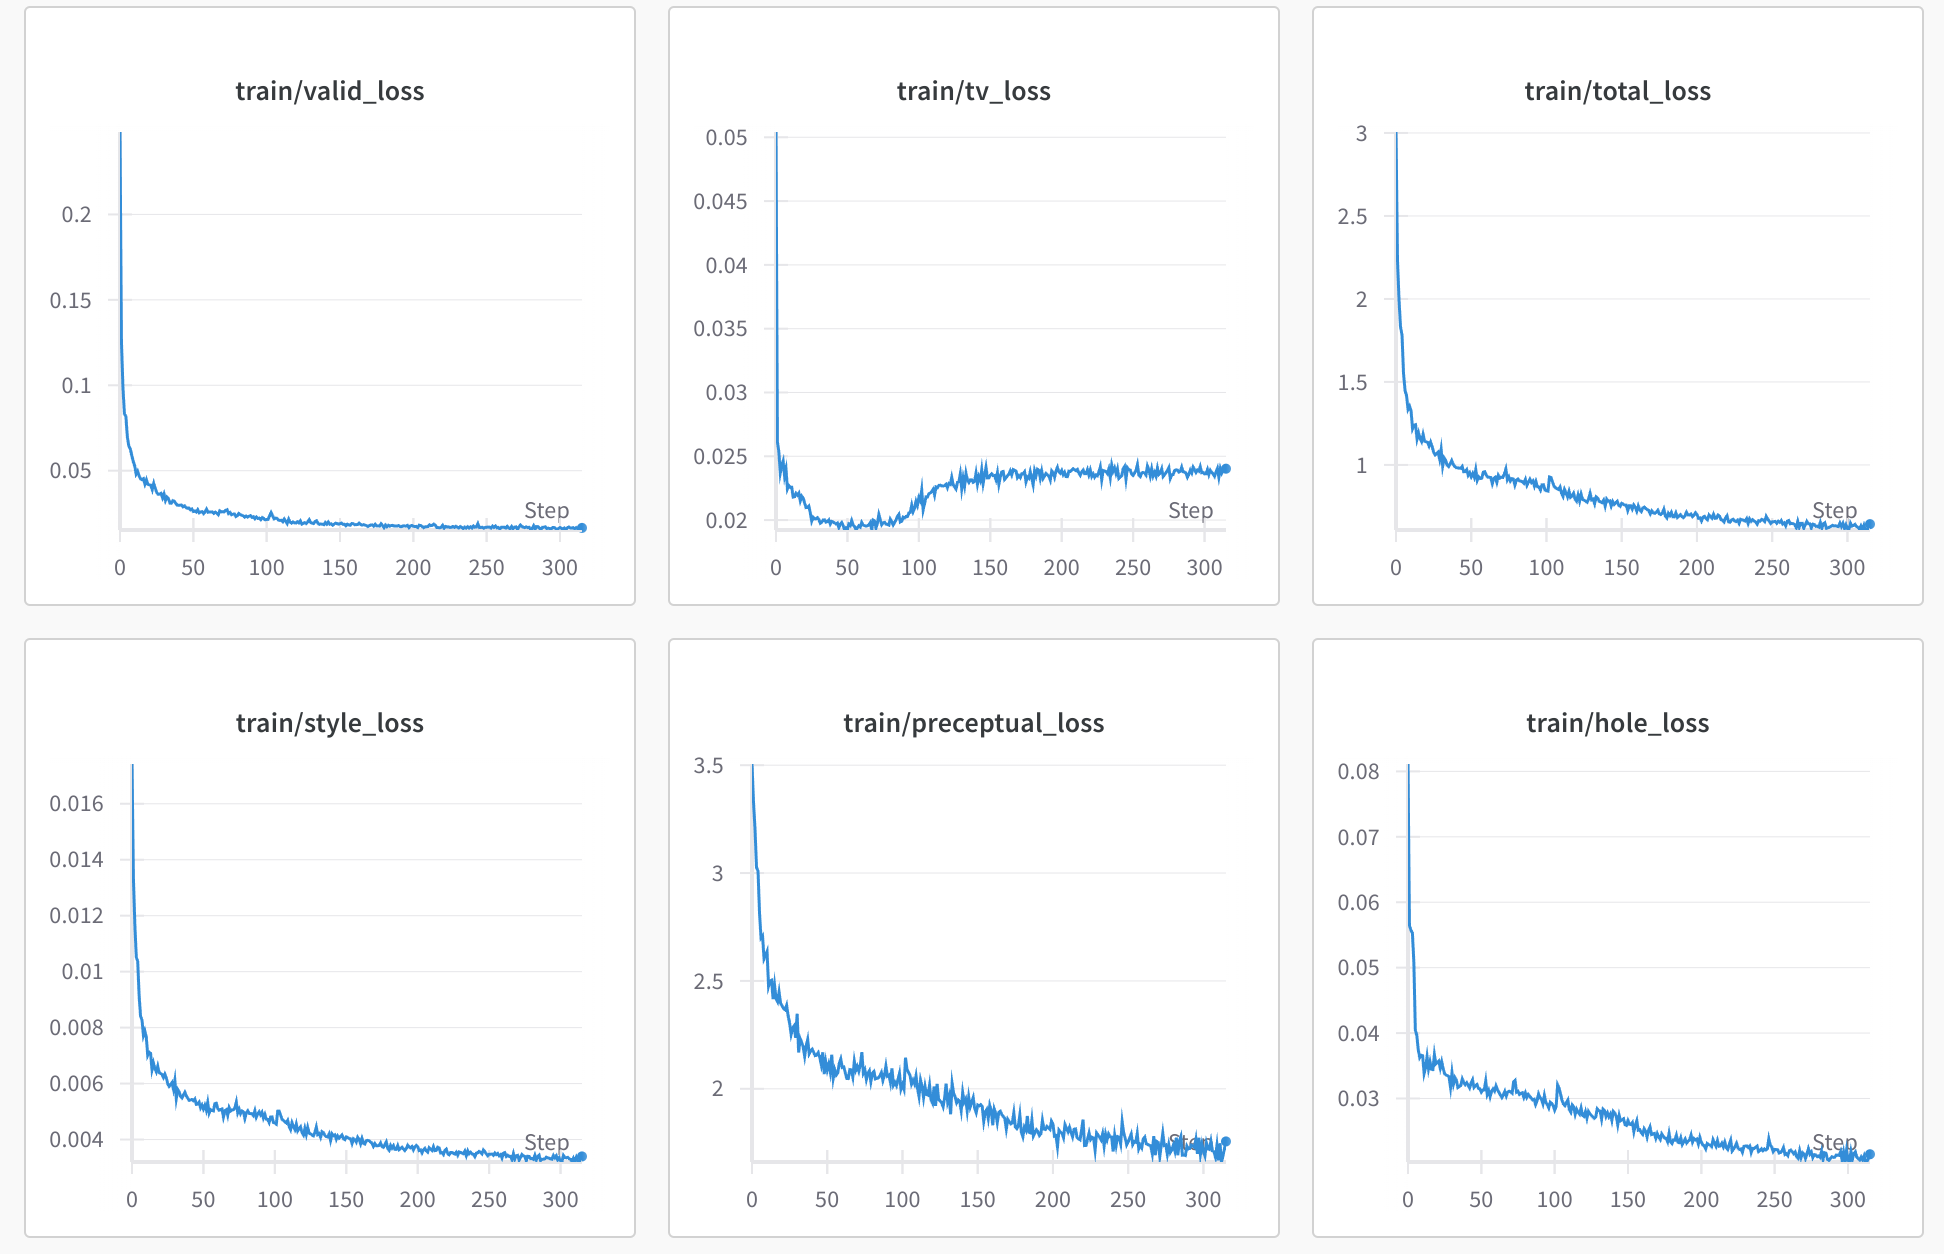 train/valid_loss
0.2
0.15
0.1
0.05
Step
0 50 100 150 200 250 300
train/tv_loss
0.05
0.045
0.04
0.035
0.03
0.025
0.02
Step
0 50 100 150 200 250 300
train/total_loss
3
2.5
2
1.5
1
Step
0 50 100 150 200 250 300
train/style_loss
0.016
0.014
0.012
0.01
0.008
0.006
0.004
Step
0 50 100 150 200 250 300
train/preceptual_loss
3.5
3
2.5
2
Step
0 50 100 150 200 250 300
train/hole_loss
0.08
0.07
0.06
0.05
0.04
0.03
Step
0 50 100 150 200 250 300